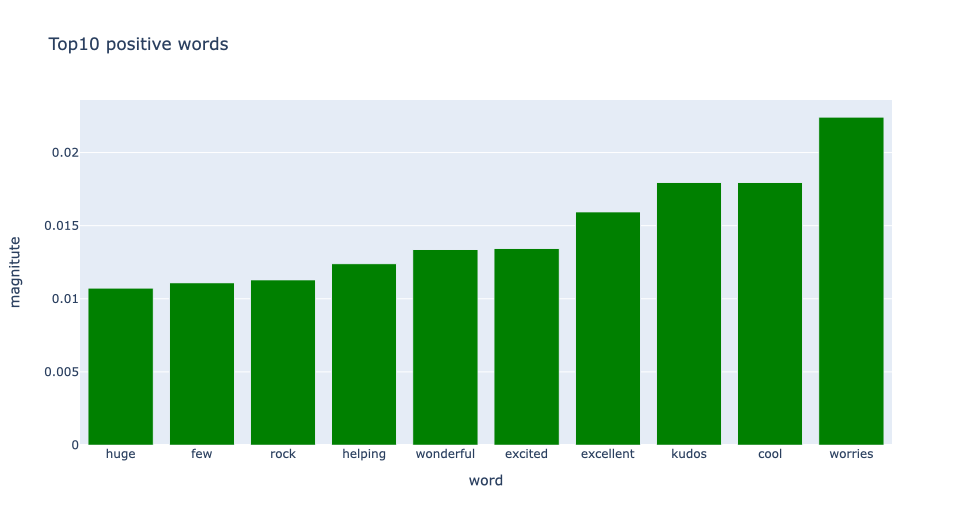 Top10 positive words
magnitute
0.02
0.015
0.01
0.005
0
huge few rock helping wonderful excited excellent kudos cool worries
word